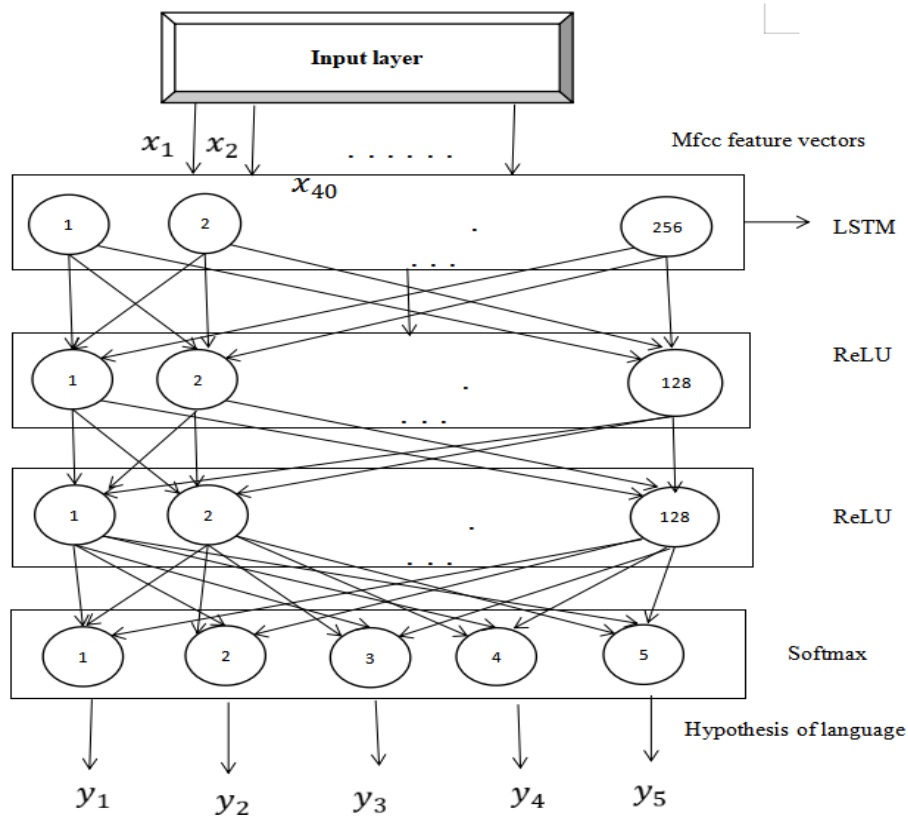 Input layer
x₁ x₂ . . . . . .
Mfcc feature vectors
x₄₀
1 2 . 256
LSTM
. . .
ReLU
1 2 . 128
. . .
1 2 . 128
ReLU
. . .
1 2 3 4 5
Softmax
Hypothesis of language
y₁ y₂ y₃ y₄ y₅